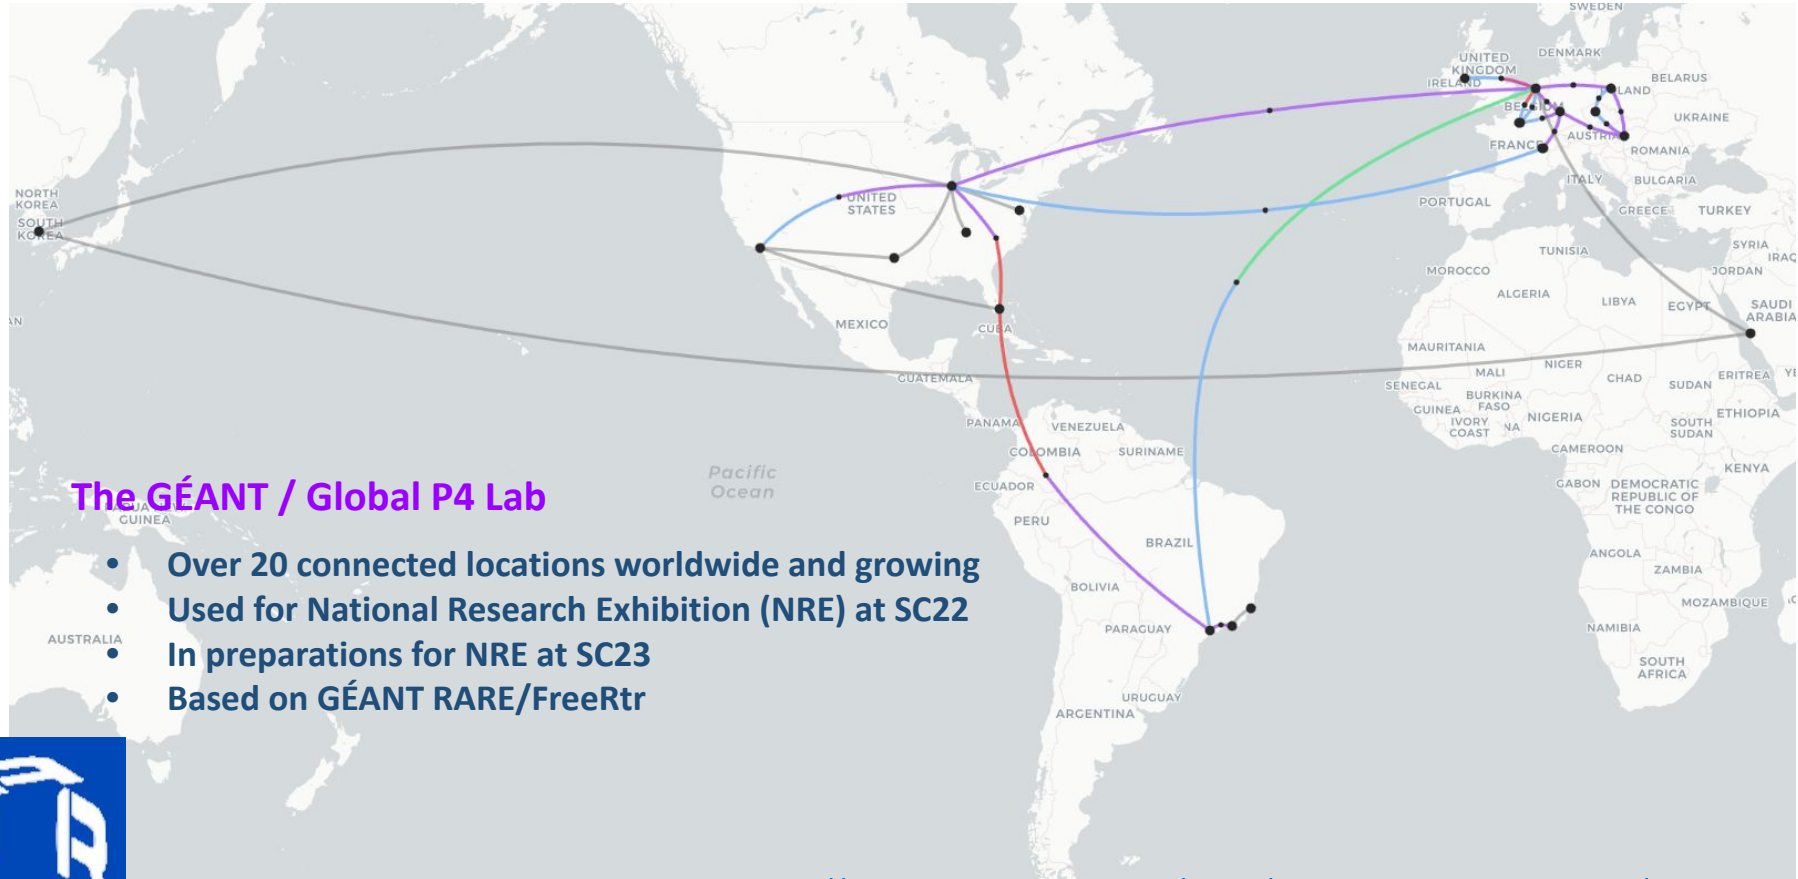 SWEDEN
DENMARK
UNITED
KINGDOM
IRELAND
BELARUS
LAND
UKRAINE
FRANCE
ROMANIA
ITALY
BULGARIA
PORTUGAL
GREECE
TURKEY
NORTH
KOREA
SOUTH
KOREA
UNITED
STATES
TUNISIA
SYRIA
IRAQ
MOROCCO
JORDAN
ALGERIA
LIBYA
EGYPT
SAUDI
ARABIA
MEXICO
CUBA
MAURITANIA
MALI
NIGER
CHAD
SUDAN
ERITREA
GUATEMALA
SENEGAL
BURKINA
FASO
GUINEA
IVORY
COAST
NIGERIA
SOUTH
SUDAN
ETHIOPIA
PANAMA
VENEZUELA
COLOMBIA
SURINAME
CAMEROON
Pacific
Ocean
ECUADOR
GABON
DEMOCRATIC
REPUBLIC OF
THE CONGO
KENYA
The GÉANT / Global P4 Lab
GUINEA
PERU
BRAZIL
ANGOLA
ZAMBIA
• Over 20 connected locations worldwide and growing
BOLIVIA
• Used for National Research Exhibition (NRE) at SC22
MOZAMBIQUE
PARAGUAY
NAMIBIA
AUSTRALIA
• In preparations for NRE at SC23
SOUTH
AFRICA
• Based on GÉANT RARE/FreeRtr
URUGUAY
ARGENTINA